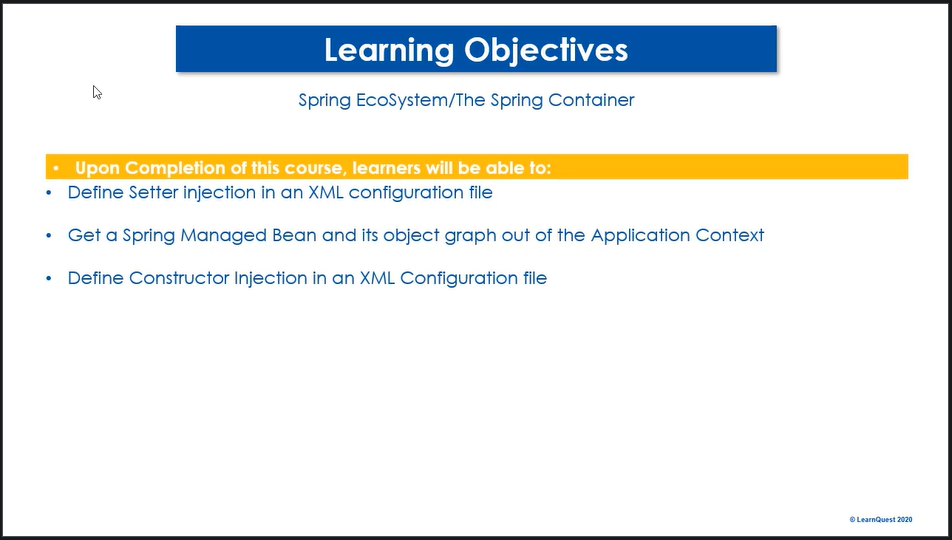 Learning Objectives
Spring EcoSystem/The Spring Container
• Upon Completion of this course, learners will be able to:
• Define Setter injection in an XML configuration file
• Get a Spring Managed Bean and its object graph out of the Application Context
• Define Constructor Injection in an XML Configuration file
© LearnQuest 2020